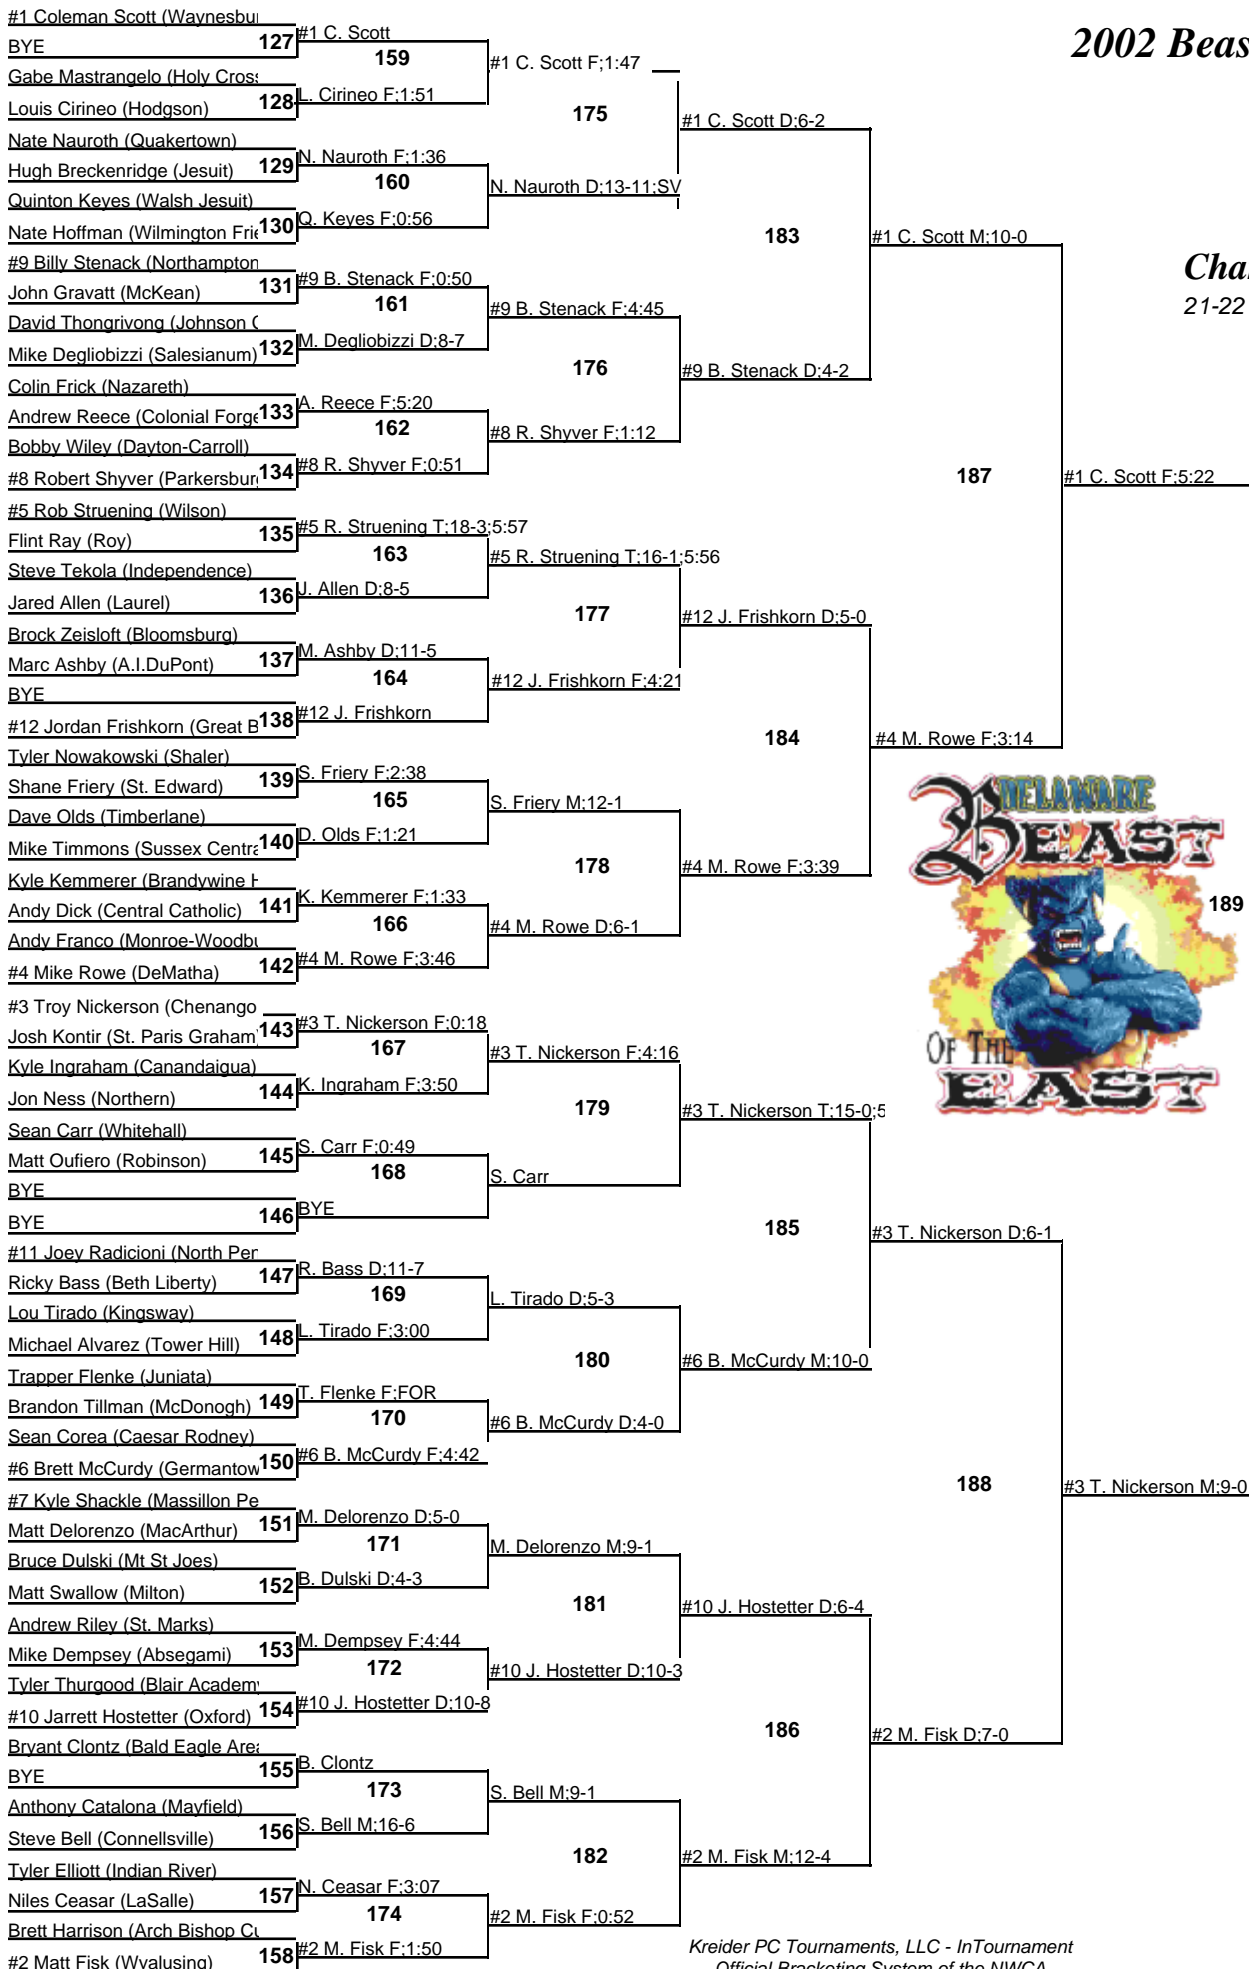 2002 Beas
Cha
21-22
#1 Coleman Scott (Waynesbu
BYE
Gabe Mastrangelo (Holy Cross
Louis Cirineo (Hodgson)
Nate Nauroth (Quakertown)
Hugh Breckenridge (Jesuit)
Quinton Keyes (Walsh Jesuit)
Nate Hoffman (Wilmington Frie
#9 Billy Stenack (Northampton
John Gravatt (McKean)
David Thongrivong (Johnson C
Mike Degliobizzi (Salesianum)
Colin Frick (Nazareth)
Andrew Reece (Colonial Forge
Bobby Wiley (Dayton-Carroll)
#8 Robert Shyver (Parkersburg
#5 Rob Struening (Wilson)
Flint Ray (Roy)
Steve Tekola (Independence)
Jared Allen (Laurel)
Brock Zeisloft (Bloomsburg)
Marc Ashby (A.I.DuPont)
BYE
#12 Jordan Frishkorn (Great B
Tyler Nowakowski (Shaler)
Shane Friery (St. Edward)
Dave Olds (Timberlane)
Mike Timmons (Sussex Centra
Kyle Kemmerer (Brandywine H
Andy Dick (Central Catholic)
Andy Franco (Monroe-Woodbu
#4 Mike Rowe (DeMatha)
#3 Troy Nickerson (Chenango
Josh Kontir (St. Paris Graham)
Kyle Ingraham (Canandaigua)
Jon Ness (Northern)
Sean Carr (Whitehall)
Matt Oufiero (Robinson)
BYE
BYE
#11 Joey Radicioni (North Pen
Ricky Bass (Beth Liberty)
Lou Tirado (Kingsway)
Michael Alvarez (Tower Hill)
Trapper Flenke (Juniata)
Brandon Tillman (McDonogh)
Sean Corea (Caesar Rodney)
#6 Brett McCurdy (Germantow
#7 Kyle Shackle (Massillon Pe
Matt Delorenzo (MacArthur)
Bruce Dulski (Mt St Joes)
Matt Swallow (Milton)
Andrew Riley (St. Marks)
Mike Dempsey (Absegami)
Tyler Thurgood (Blair Academy
#10 Jarrett Hostetter (Oxford)
Bryant Clontz (Bald Eagle Area
BYE
Anthony Catalona (Mayfield)
Steve Bell (Connellsville)
Tyler Elliott (Indian River)
Niles Ceasar (LaSalle)
Brett Harrison (Arch Bishop Cu
#2 Matt Fisk (Wyalusing)
127
128
129
130
131
132
133
134
135
136
137
138
139
140
141
142
143
144
145
146
147
148
149
150
151
152
153
154
155
156
157
158
#1 C. Scott
159
L. Cirineo F;1:51
N. Nauroth F;1:36
160
Q. Keyes F;0:56
#9 B. Stenack F;0:50
161
M. Degliobizzi D;8-7
A. Reece F;5:20
162
#8 R. Shyver F;0:51
#5 R. Struening T;18-3;5:57
163
J. Allen D;8-5
M. Ashby D;11-5
164
#12 J. Frishkorn
S. Friery F;2:38
165
D. Olds F;1:21
K. Kemmerer F;1:33
166
#4 M. Rowe F;3:46
#3 T. Nickerson F;0:18
167
K. Ingraham F;3:50
S. Carr F;0:49
168
BYE
R. Bass D;11-7
169
L. Tirado F;3:00
T. Flenke F;FOR
170
#6 B. McCurdy F;4:42
M. Delorenzo D;5-0
171
B. Dulski D;4-3
M. Dempsey F;4:44
172
#10 J. Hostetter D;10-8
B. Clontz
173
S. Bell M;16-6
N. Ceasar F;3:07
174
#2 M. Fisk F;1:50
#1 C. Scott F;1:47
175
N. Nauroth D;13-11;SV
#9 B. Stenack F;4:45
176
#8 R. Shyver F;1:12
#5 R. Struening T;16-1;5:56
177
#12 J. Frishkorn F;4:21
S. Friery M;12-1
178
#4 M. Rowe D;6-1
#3 T. Nickerson F;4:16
179
S. Carr
L. Tirado D;5-3
180
#6 B. McCurdy D;4-0
M. Delorenzo M;9-1
181
#10 J. Hostetter D;10-3
S. Bell M;9-1
182
#2 M. Fisk F;0:52
#1 C. Scott D;6-2
183
#9 B. Stenack D;4-2
#12 J. Frishkorn D;5-0
184
#4 M. Rowe F;3:39
#3 T. Nickerson T;15-0;5
185
#6 B. McCurdy M;10-0
#10 J. Hostetter D;6-4
186
#2 M. Fisk M;12-4
#1 C. Scott M;10-0
187
#4 M. Rowe F;3:14
#3 T. Nickerson D;6-1
188
#2 M. Fisk D;7-0
#1 C. Scott F;5:22
189
#3 T. Nickerson M;9-0
DELAWARE
BEAST
OF THE
EAST
Kreider PC Tournaments, LLC - InTournament
Official Bracketing System of the NWCA